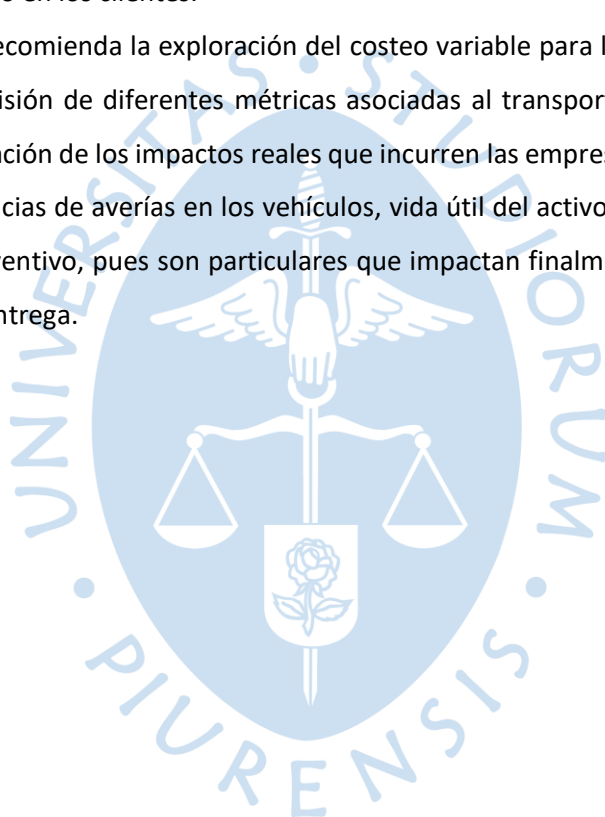 en los clientes.
recomienda la exploración del costeo variable para
isión de diferentes métricas asociadas al transpor
ación de los impactos reales que incurren las empres
cias de averías en los vehículos, vida útil del activo
entivo, pues son particulares que impactan finalm
ntrega.
UNIVERSITAS • STUDIORUM • PIURENSIS